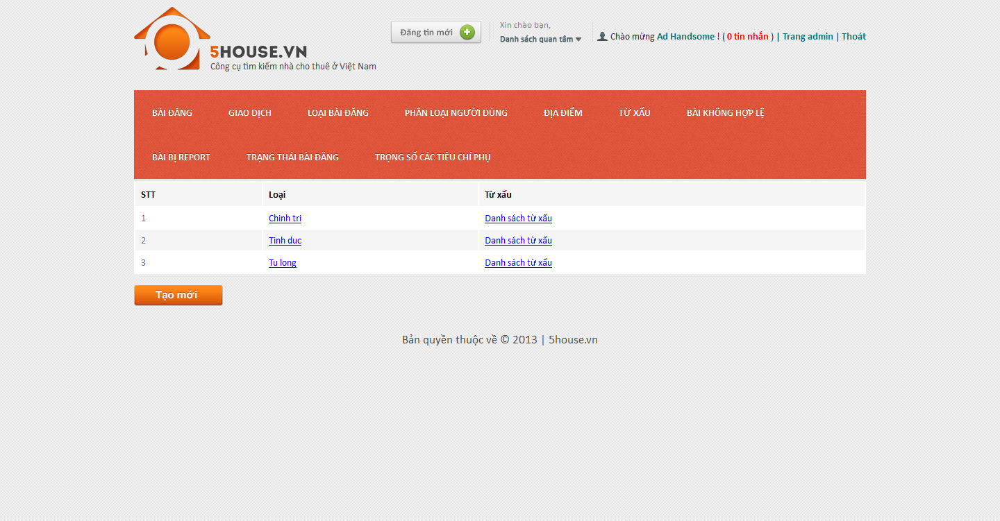 Đăng tin mới
Xin chào bạn,
Danh sách quan tâm
Chào mừng Ad Handsome ! ( 0 tin nhắn ) | Trang admin | Thoát
5HOUSE.VN
Công cụ tìm kiếm nhà cho thuê ở Việt Nam
BÀI ĐĂNG GIAO DỊCH LOẠI BÀI ĐĂNG PHÂN LOẠI NGƯỜI DÙNG ĐỊA ĐIỂM TỪ XẤU BÀI KHÔNG HỢP LỆ
BÀI BỊ REPORT TRẠNG THÁI BÀI ĐĂNG TRỌNG SỐ CÁC TIÊU CHÍ PHỤ
STT Loại Từ xấu
1 Chinh tri Danh sách từ xấu
2 Tinh duc Danh sách từ xấu
3 Tu long Danh sách từ xấu
Tạo mới
Bản quyền thuộc về © 2013 | 5house.vn